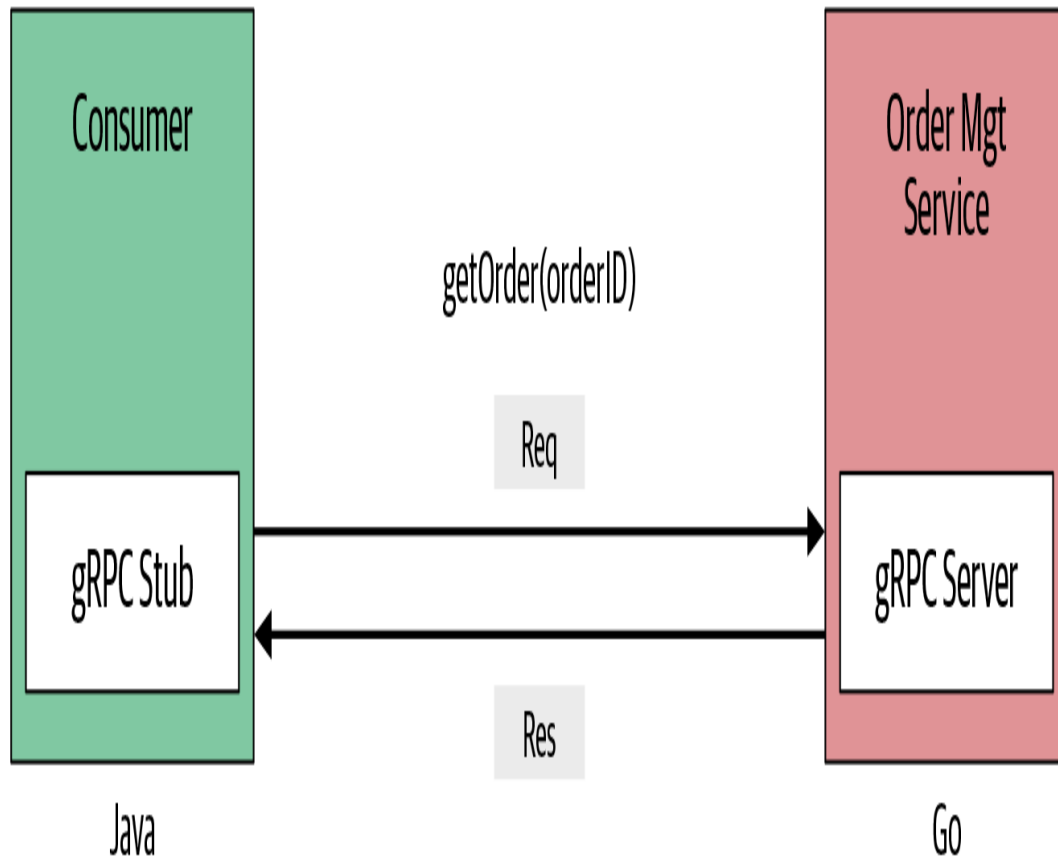 Consumer
Order Mgt
Service
getOrder(orderID)
Req
gRPC Stub
gRPC Server
Res
Java
Go